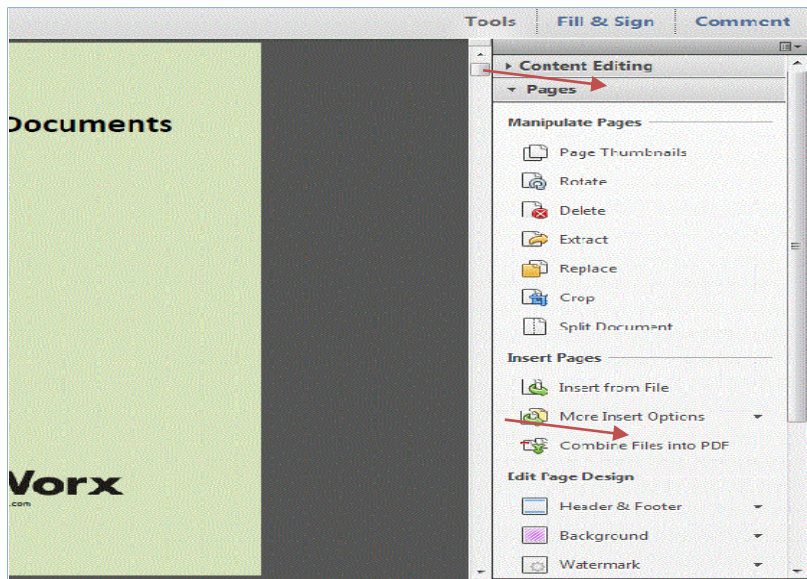 Tools Fill & Sign Comment
Content Editing
Pages
Documents
Manipulate Pages
Page Thumbnails
Rotate
Delete
Extract
Replace
Crop
Split Document
Insert Pages
Insert from File
More Insert Options
Combine Files into PDF
Worx
.com
Edit Page Design
Header & Footer
Background
Watermark